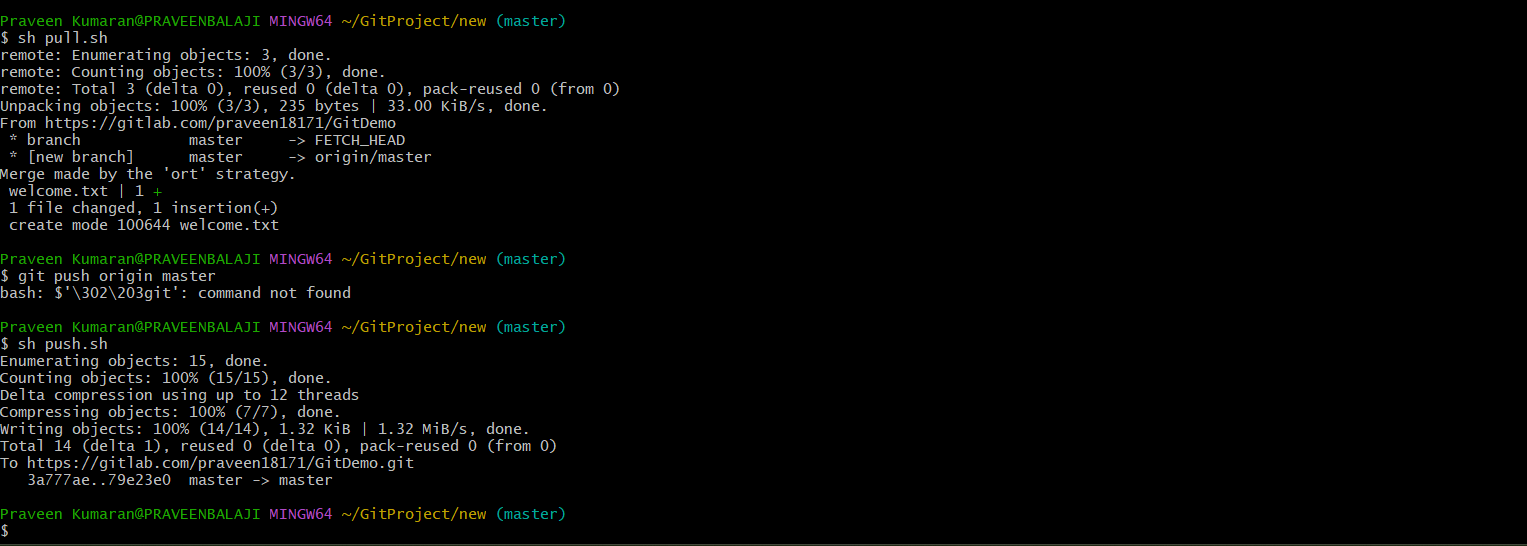 Praveen Kumaran@PRAVEENBALAJI MINGW64 ~/GitProject/new (master)
$ sh pull.sh
remote: Enumerating objects: 3, done.
remote: Counting objects: 100% (3/3), done.
remote: Total 3 (delta 0), reused 0 (delta 0), pack-reused 0 (from 0)
Unpacking objects: 100% (3/3), 235 bytes | 33.00 KiB/s, done.
From https://gitlab.com/praveen18171/GitDemo
 * branch            master     -> FETCH_HEAD
 * [new branch]      master     -> origin/master
Merge made by the 'ort' strategy.
 welcome.txt | 1 +
 1 file changed, 1 insertion(+)
 create mode 100644 welcome.txt
Praveen Kumaran@PRAVEENBALAJI MINGW64 ~/GitProject/new (master)
$ git push origin master
bash: $'\302\203git': command not found
Praveen Kumaran@PRAVEENBALAJI MINGW64 ~/GitProject/new (master)
$ sh push.sh
Enumerating objects: 15, done.
Counting objects: 100% (15/15), done.
Delta compression using up to 12 threads
Compressing objects: 100% (7/7), done.
Writing objects: 100% (14/14), 1.32 KiB | 1.32 MiB/s, done.
Total 14 (delta 1), reused 0 (delta 0), pack-reused 0 (from 0)
To https://gitlab.com/praveen18171/GitDemo.git
   3a777ae..79e23e0  master -> master
Praveen Kumaran@PRAVEENBALAJI MINGW64 ~/GitProject/new (master)
$